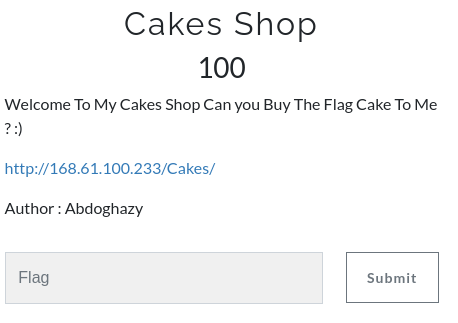 Cakes Shop
100
Welcome To My Cakes Shop Can you Buy The Flag Cake To Me
? :)
http://168.61.100.233/Cakes/
Author : Abdoghazy
Flag
Submit